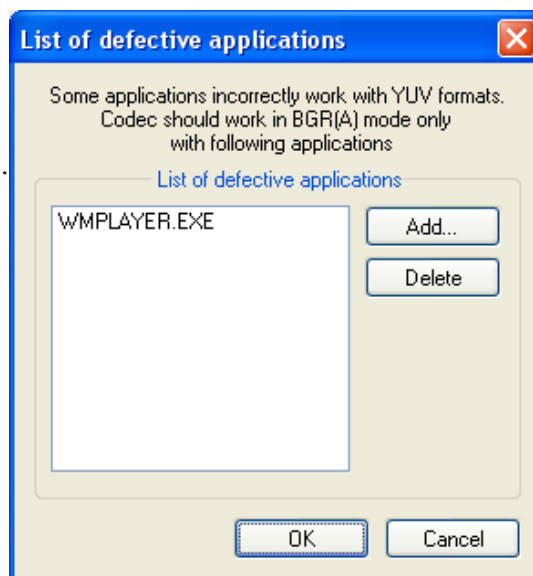 List of defective applications
Some applications incorrectly work with YUV formats.
Codec should work in BGR(A) mode only
with following applications
.
List of defective applications
WMPLAYER.EXE
Add...
Delete
OK
Cancel